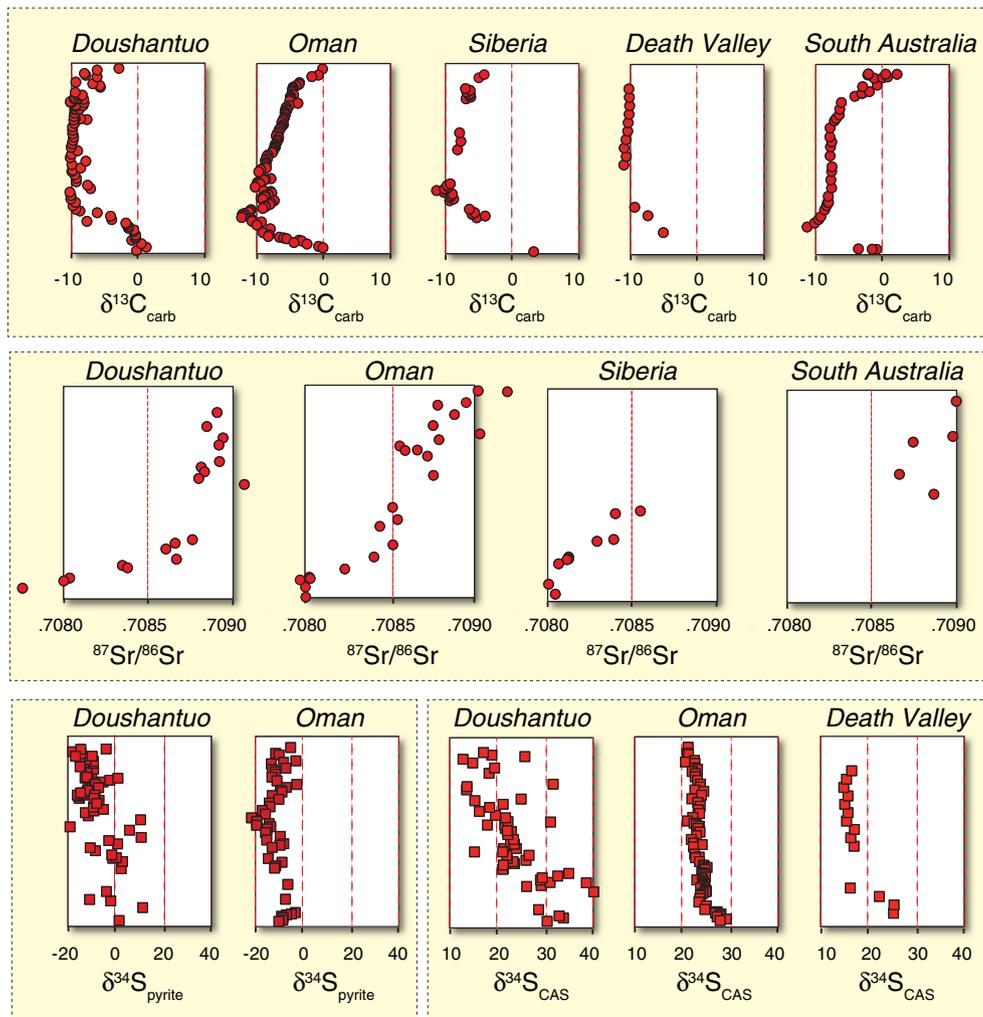 Doushantuo Oman Siberia Death Valley South Australia
-10 0 10 -10 0 10 -10 0 10 -10 0 10 -10 0 10
δ¹³Ccarb δ¹³Ccarb δ¹³Ccarb δ¹³Ccarb δ¹³Ccarb
Doushantuo Oman Siberia South Australia
.7080 .7085 .7090 .7080 .7085 .7090 .7080 .7085 .7090 .7080 .7085 .7090
⁸⁷Sr/⁸⁶Sr ⁸⁷Sr/⁸⁶Sr ⁸⁷Sr/⁸⁶Sr ⁸⁷Sr/⁸⁶Sr
Doushantuo Oman Doushantuo Oman Death Valley
-20 0 20 40 -20 0 20 40 10 20 30 40 10 20 30 40 10 20 30 40
δ³⁴Spyrite δ³⁴Spyrite δ³⁴SCAS δ³⁴SCAS δ³⁴SCAS